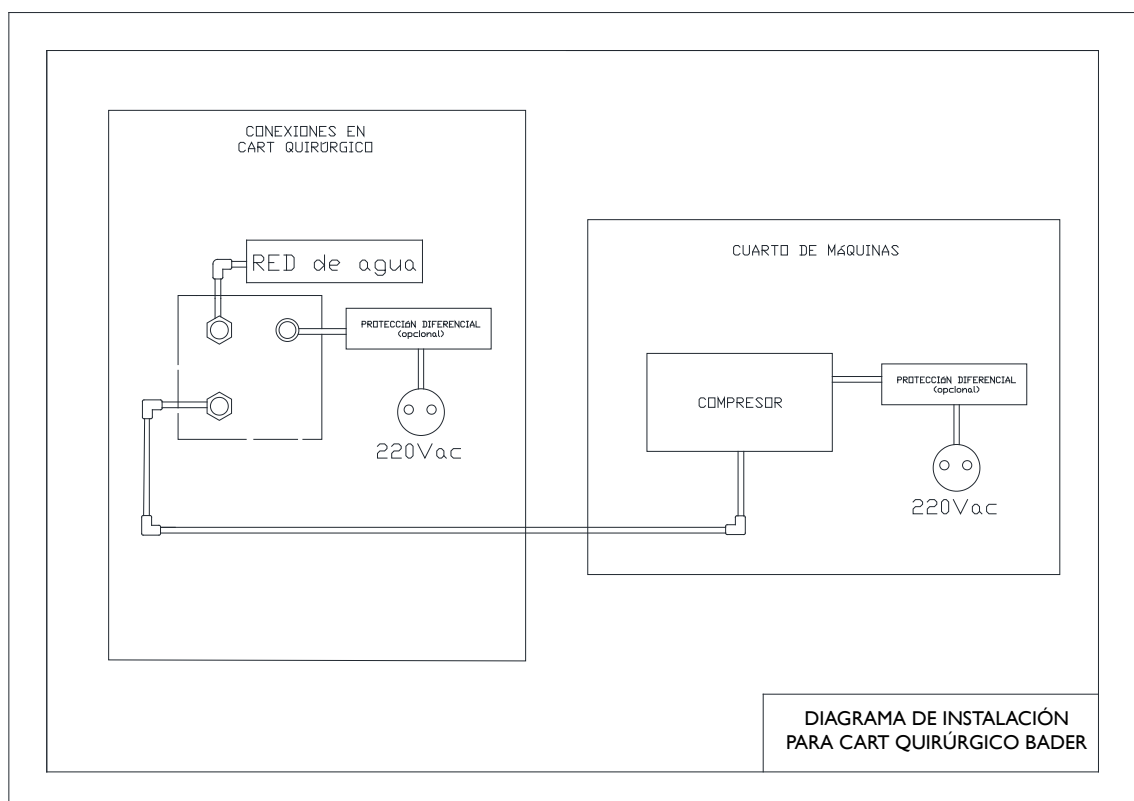 CONEXIONES EN
CART QUIRÚRGICO
RED de agua
PROTECCIóN DIFERENCIAL
(opcional)
220Vac
CUARTO DE MáQUINAS
COMPRESOR
PROTECCIóN DIFERENCIAL
(opcional)
220Vac
DIAGRAMA DE INSTALACIÓN
PARA CART QUIRÚRGICO BADER